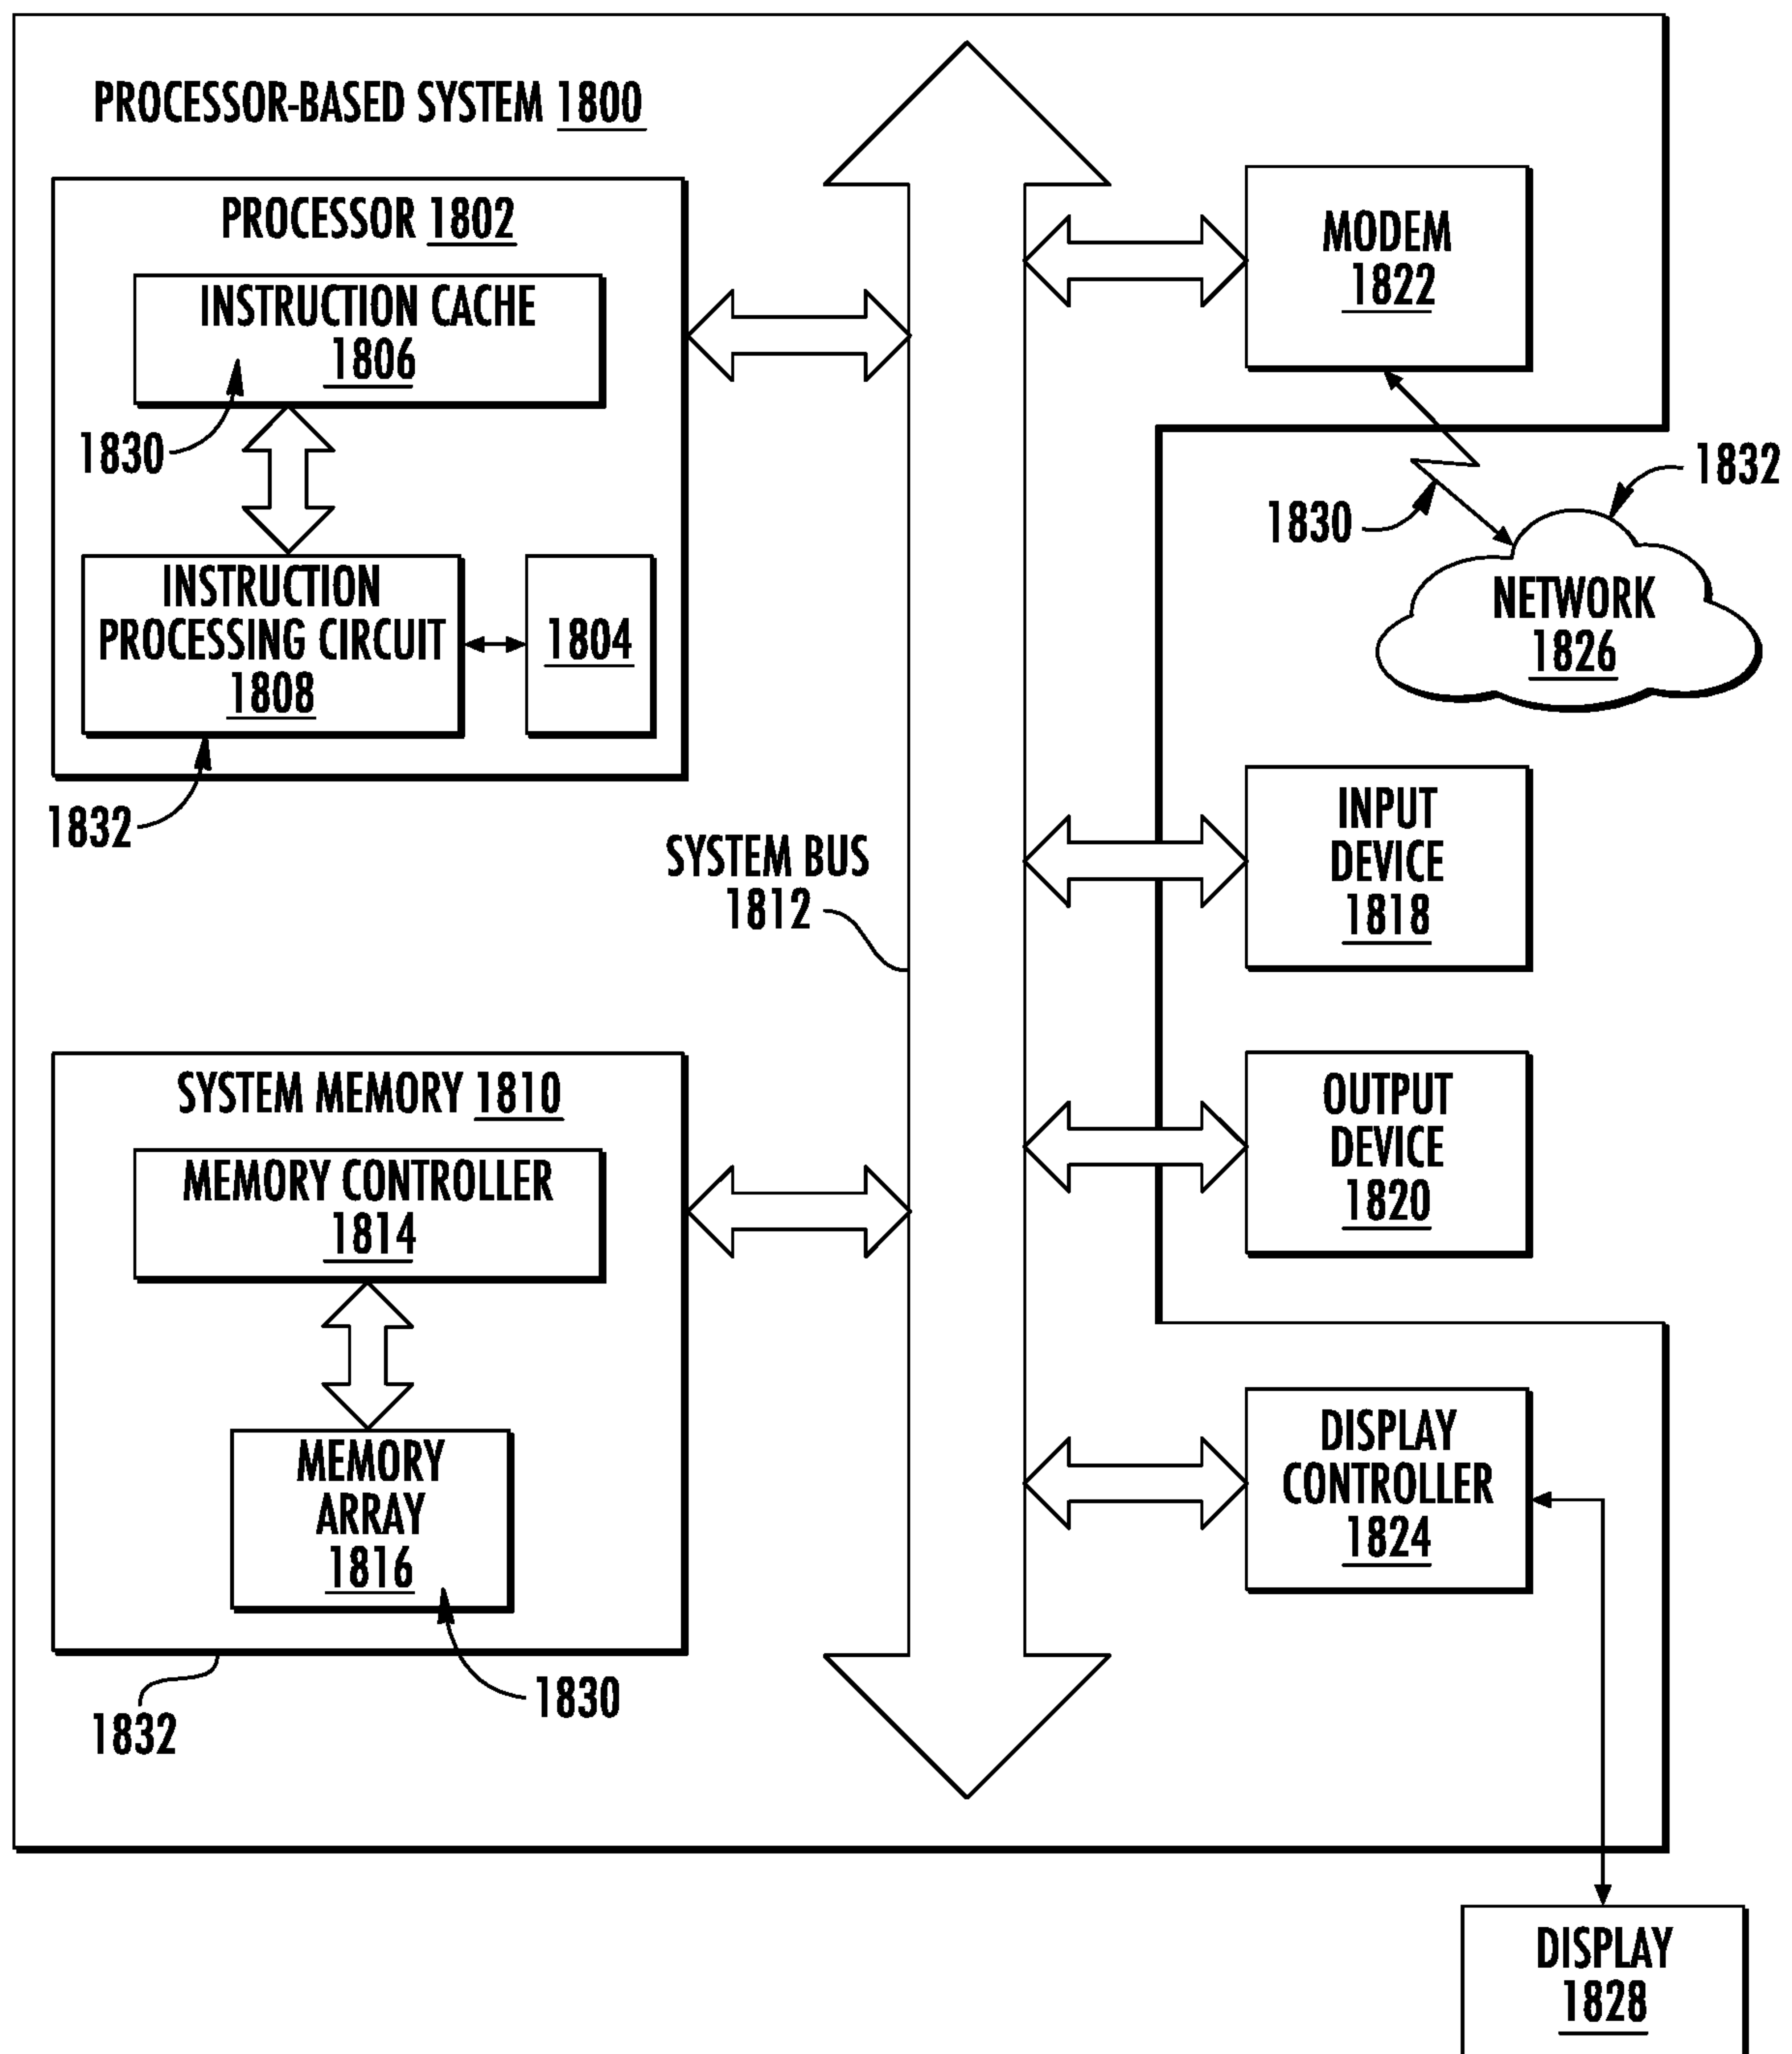 PROCESSOR-BASED SYSTEM 1800
PROCESSOR 1802
INSTRUCTION CACHE
1806
1830
INSTRUCTION
PROCESSING CIRCUIT
1808
1804
1832
SYSTEM BUS
1812
SYSTEM MEMORY 1810
MEMORY CONTROLLER
1814
MEMORY
ARRAY
1816
1830
1832
MODEM
1822
1832
1830
NETWORK
1826
INPUT
DEVICE
1818
OUTPUT
DEVICE
1820
DISPLAY
CONTROLLER
1824
DISPLAY
1828